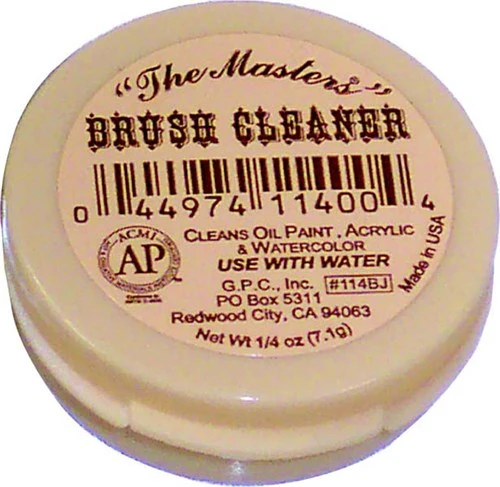 "The Masters"
BRUSH CLEANER
0 44974 11400 4
CLEANS OIL PAINT, ACRYLIC
& WATERCOLOR
USE WITH WATER
ACMI
AP
G.P.C., Inc. #114BJ
PO Box 5311
Redwood City, CA 94063
Net Wt 1/4 oz (7.1g)
Made in USA